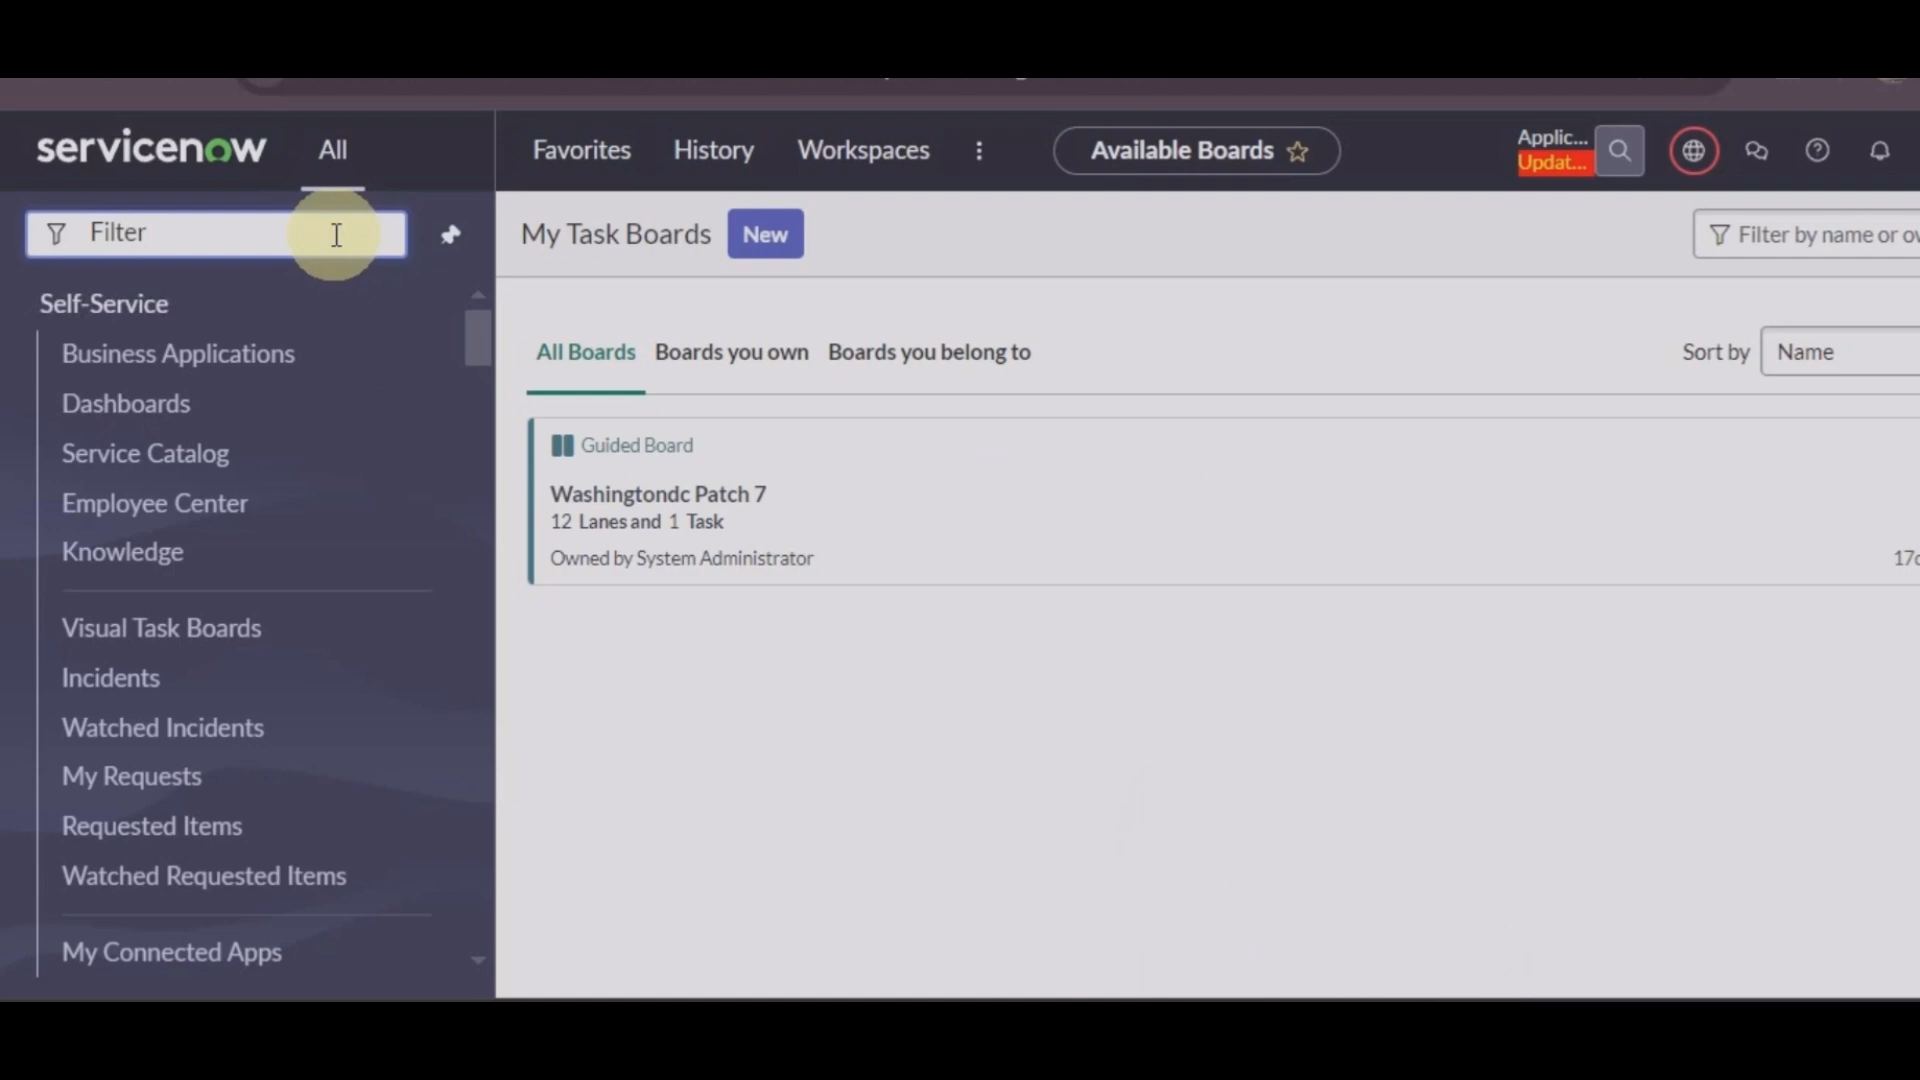 servicenow
All
Favorites
History
Workspaces
Available Boards
Applic...
Updat...
Filter
My Task Boards
New
Filter by name or ow
Self-Service
Business Applications
Dashboards
Service Catalog
Employee Center
Knowledge
Visual Task Boards
Incidents
Watched Incidents
My Requests
Requested Items
Watched Requested Items
My Connected Apps
All Boards
Boards you own
Boards you belong to
Sort by
Name
Guided Board
Washingtondc Patch 7
12 Lanes and 1 Task
Owned by System Administrator